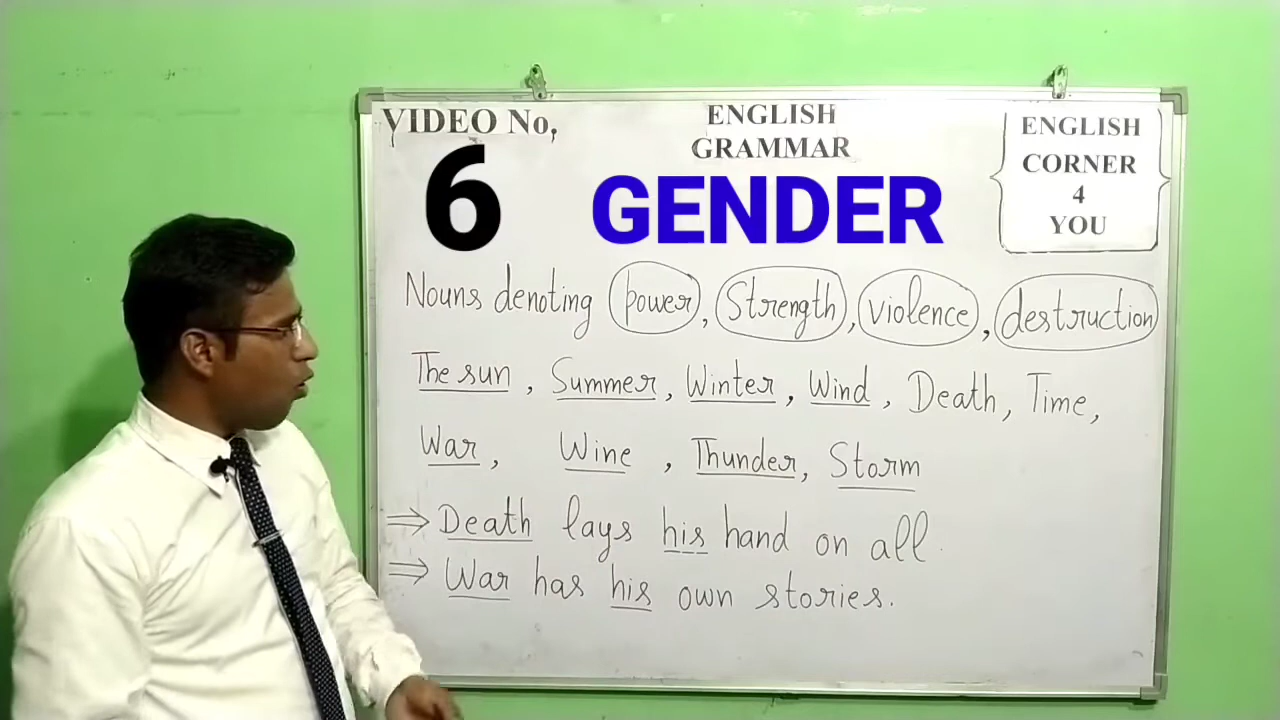 VIDEO No,
6
ENGLISH
GRAMMAR
GENDER
ENGLISH
CORNER
4
YOU
Nouns denoting power, Strength, violence, destruction
The sun, Summer, Winter, Wind, Death, Time,
War, Wine, Thunder, Storm
⇒ Death lays his hand on all.
⇒ War has his own stories.